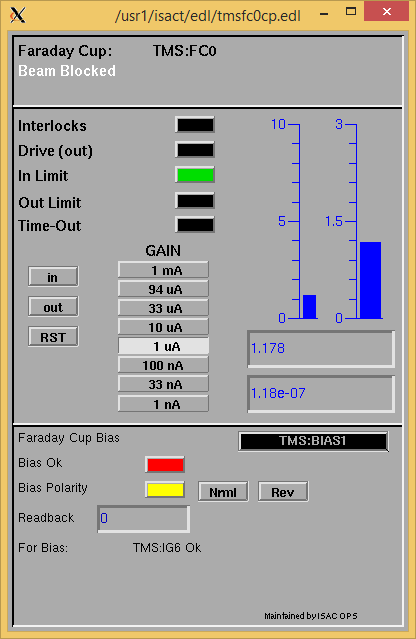 X /usr1/isact/edl/tmsfc0cp.edl
Faraday Cup: TMS:FC0
Beam Blocked
Interlocks
Drive (out)
In Limit
Out Limit
Time-Out
10
5
0
3
1.5
0
GAIN
1 mA
94 uA
33 uA
10 uA
1 uA
100 nA
33 nA
1 nA
in
out
RST
1.178
1.18e-07
Faraday Cup Bias TMS:BIAS1
Bias Ok
Bias Polarity Nrml Rev
Readback 0
For Bias: TMS:IG6 Ok
Maintained by ISAC OPS